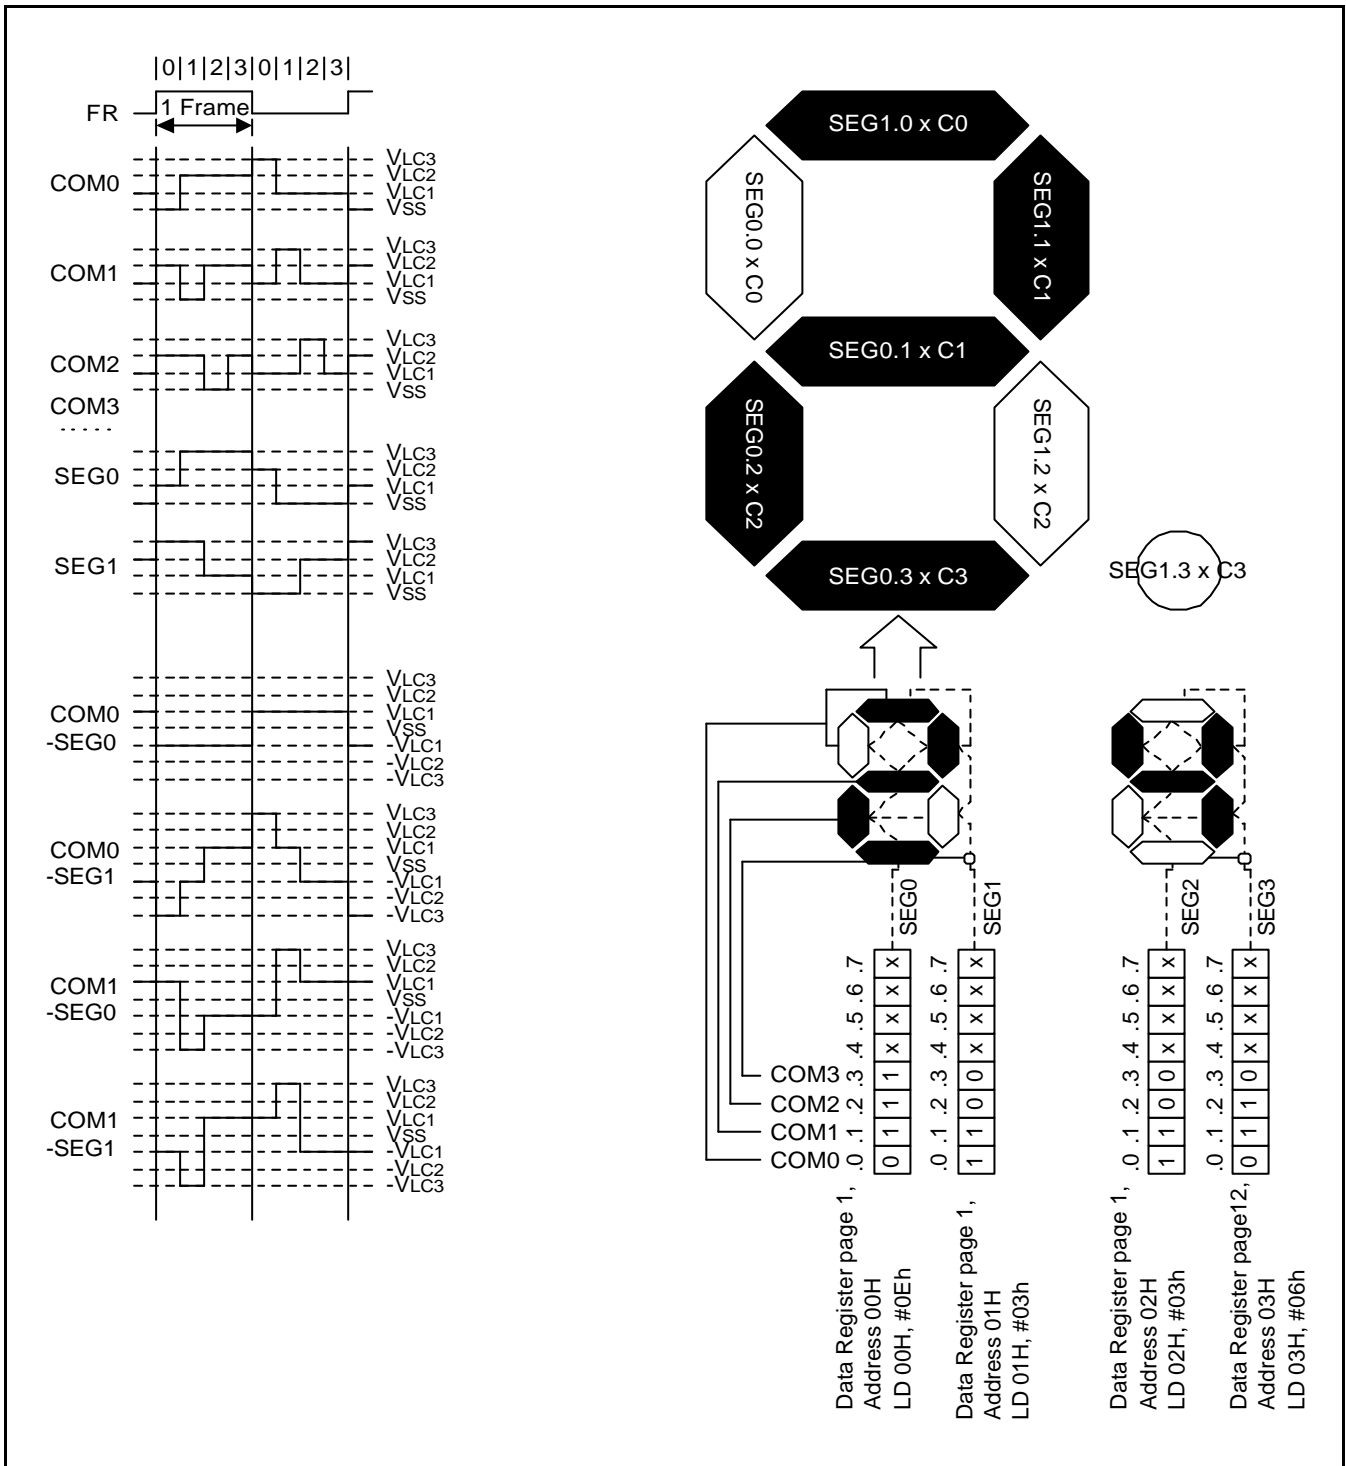 |0|1|2|3|0|1|2|3|
FR
1 Frame
COM0
VLC3
VLC2
VLC1
VSS
COM1
VLC3
VLC2
VLC1
VSS
COM2
VLC3
VLC2
VLC1
VSS
COM3
.....
SEG0
VLC3
VLC2
VLC1
VSS
SEG1
VLC3
VLC2
VLC1
VSS
COM0
-SEG0
VLC3
VLC2
VLC1
VSS
-VLC1
-VLC2
-VLC3
COM0
-SEG1
VLC3
VLC2
VLC1
VSS
-VLC1
-VLC2
-VLC3
COM1
-SEG0
VLC3
VLC2
VLC1
VSS
-VLC1
-VLC2
-VLC3
COM1
-SEG1
VLC3
VLC2
VLC1
VSS
-VLC1
-VLC2
-VLC3
SEG1.0 x C0
SEG0.0 x C0
SEG1.1 x C1
SEG0.1 x C1
SEG0.2 x C2
SEG1.2 x C2
SEG0.3 x C3
SEG1.3 x C3
SEG0
SEG1
SEG2
SEG3
COM3
COM2
COM1
COM0
.0 .1 .2 .3 .4 .5 .6 .7
0 1 1 1 x x x x
.0 .1 .2 .3 .4 .5 .6 .7
1 1 0 0 x x x x
.0 .1 .2 .3 .4 .5 .6 .7
1 1 0 0 x x x x
.0 .1 .2 .3 .4 .5 .6 .7
0 1 1 0 x x x x
Data Register page 1,
Address 00H
LD 00H, #0Eh
Data Register page 1,
Address 01H
LD 01H, #03h
Data Register page 1,
Address 02H
LD 02H, #03h
Data Register page12,
Address 03H
LD 03H, #06h